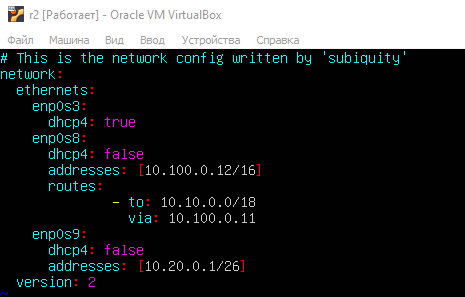 r2 [Работает] - Oracle VM VirtualBox
Файл Машина Вид Ввод Устройства Справка
# This is the network config written by 'subiquity'
network:
  ethernets:
    enp0s3:
      dhcp4: true
    enp0s8:
      dhcp4: false
      addresses: [10.100.0.12/16]
      routes:
              - to: 10.10.0.0/18
                via: 10.100.0.11
    enp0s9:
      dhcp4: false
      addresses: [10.20.0.1/26]
  version: 2
~